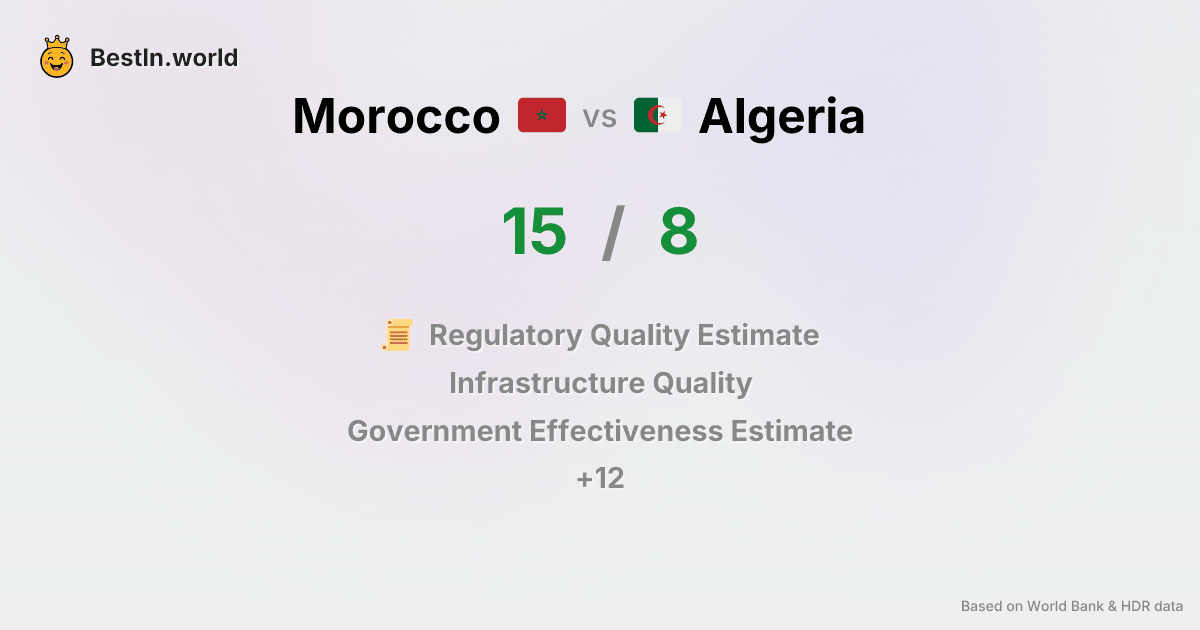 BestIn.world
Morocco vs Algeria
15 / 8
Regulatory Quality Estimate
Infrastructure Quality
Government Effectiveness Estimate
+12
Based on World Bank & HDR data